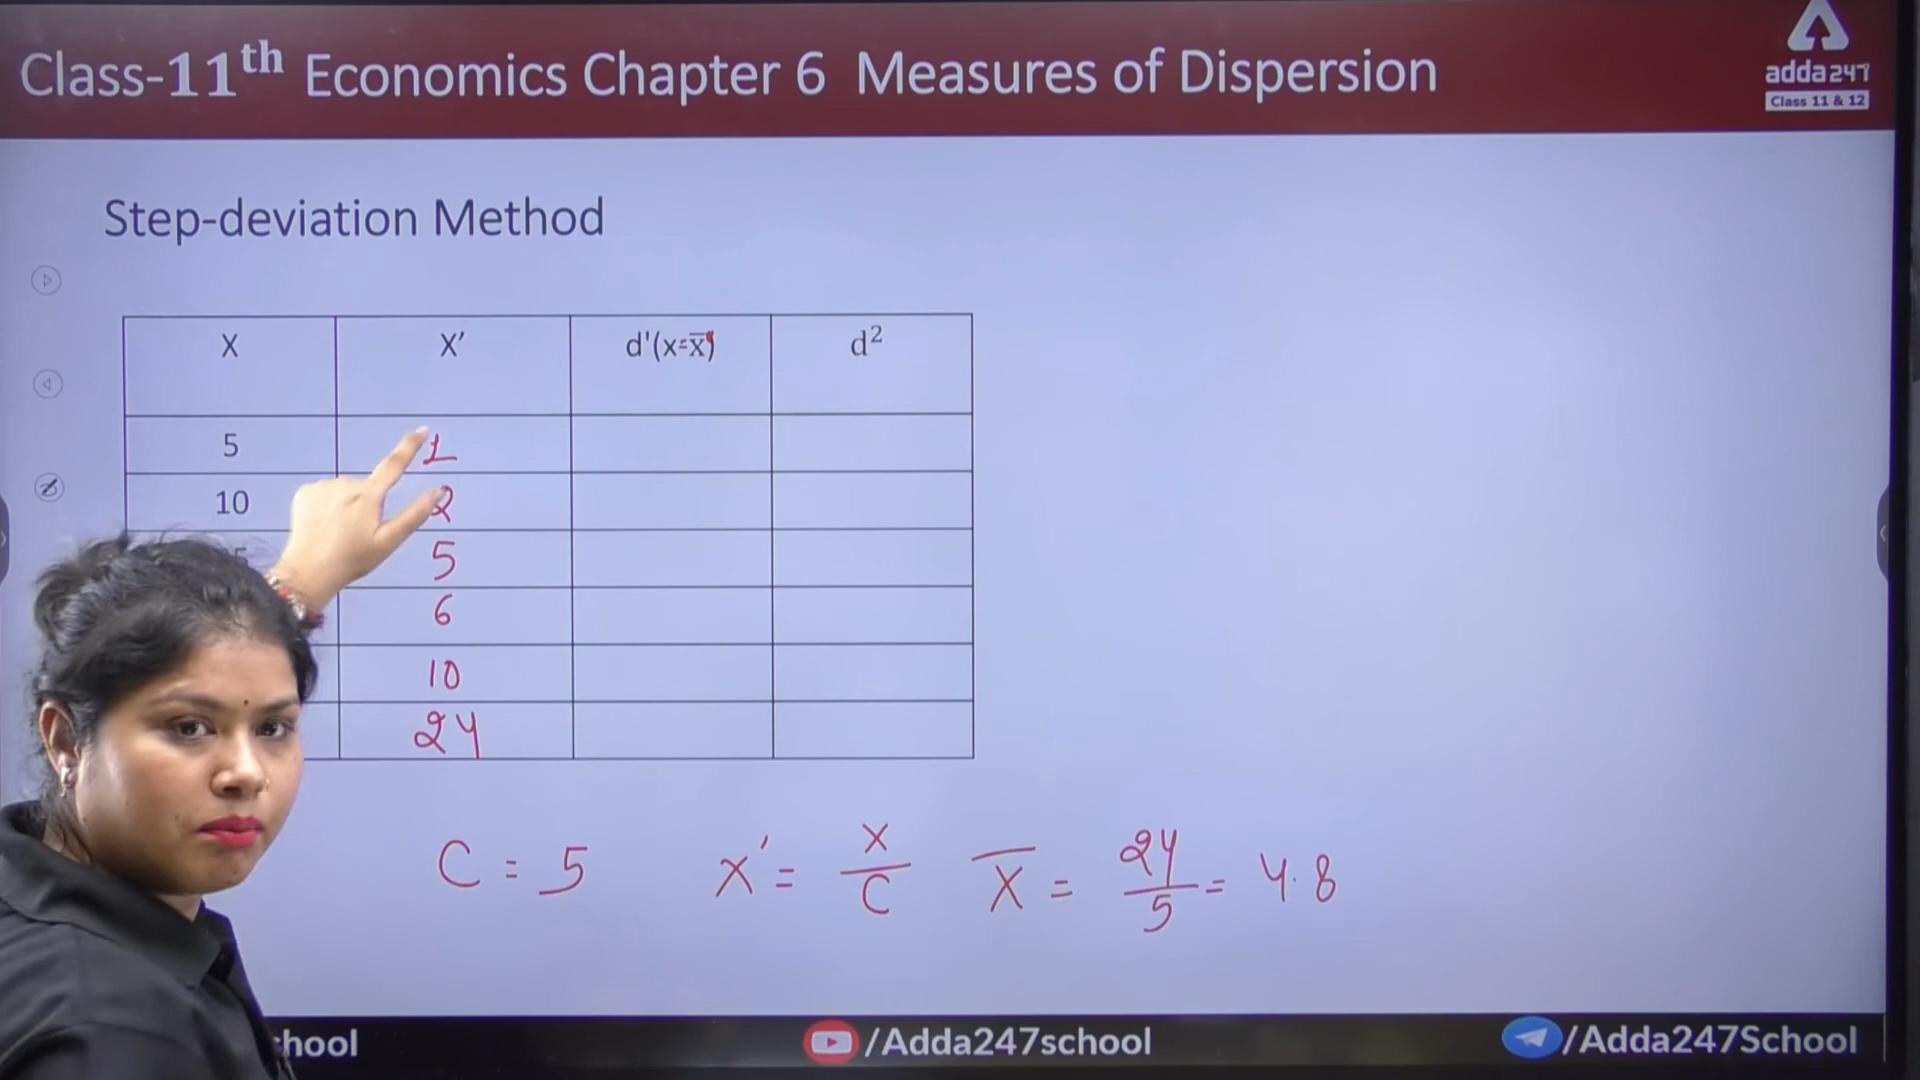 Class-11th Economics Chapter 6 Measures of Dispersion
adda247
Class 11 & 12
Step-deviation Method
X X' d'(x-x̅') d²
5 1
10 2
5
6
10
24
C = 5 x' = x/C X̅ = 24/5 = 4.8
/Adda247school
/Adda247School